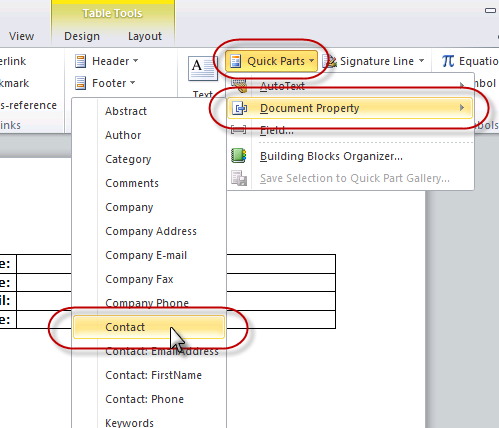 Table Tools
View
Design
Layout
erlink
Header
Quick Parts
Signature Line
Equatio
kmark
Footer
AutoText
mbol
s-reference
Text
Document Property
inks
Abstract
Field...
bols
Author
Building Blocks Organizer...
Category
Save Selection to Quick Part Gallery...
Comments
Company
Company Address
Company E-mail
e:
Company Fax
e:
Company Phone
il:
Contact
e:
Contact: EmailAddress
Contact: FirstName
Contact: Phone
Keywords